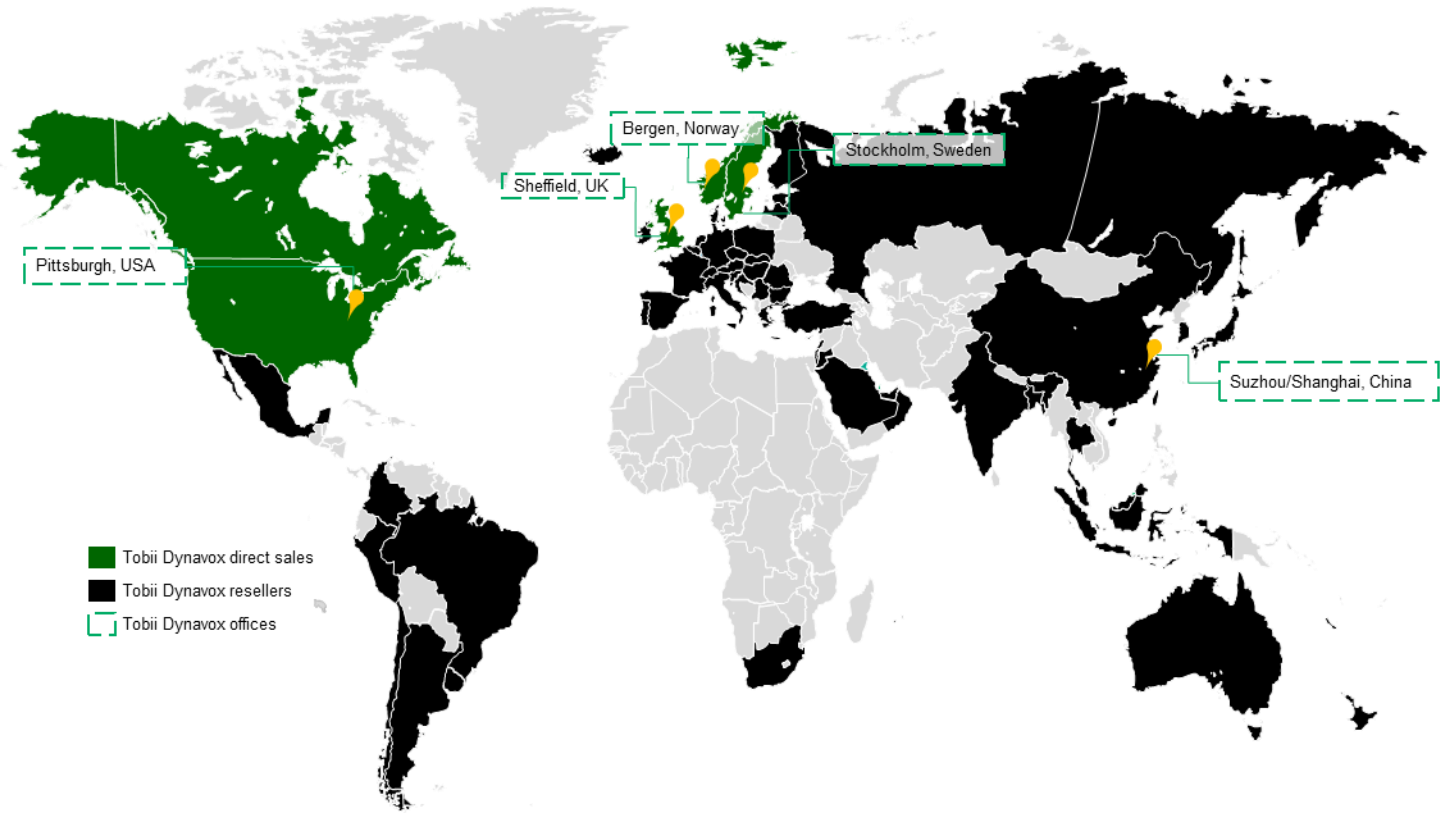 Bergen, Norway
Stockholm, Sweden
Sheffield, UK
Pittsburgh, USA
Suzhou/Shanghai, China
Tobii Dynavox direct sales
Tobii Dynavox resellers
Tobii Dynavox offices